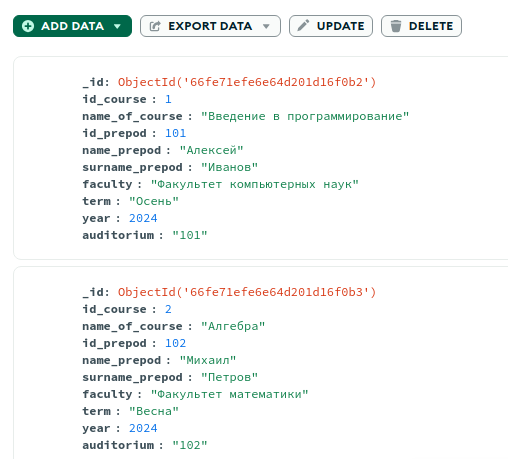 ADD DATA EXPORT DATA UPDATE DELETE
_id: ObjectId('66fe71efe6e64d201d16f0b2')
id_course : 1
name_of_course : "Введение в программирование"
id_prepod : 101
name_prepod : "Алексей"
surname_prepod : "Иванов"
faculty : "Факультет компьютерных наук"
term : "Осень"
year : 2024
auditorium : "101"
_id: ObjectId('66fe71efe6e64d201d16f0b3')
id_course : 2
name_of_course : "Алгебра"
id_prepod : 102
name_prepod : "Михаил"
surname_prepod : "Петров"
faculty : "Факультет математики"
term : "Весна"
year : 2024
auditorium : "102"